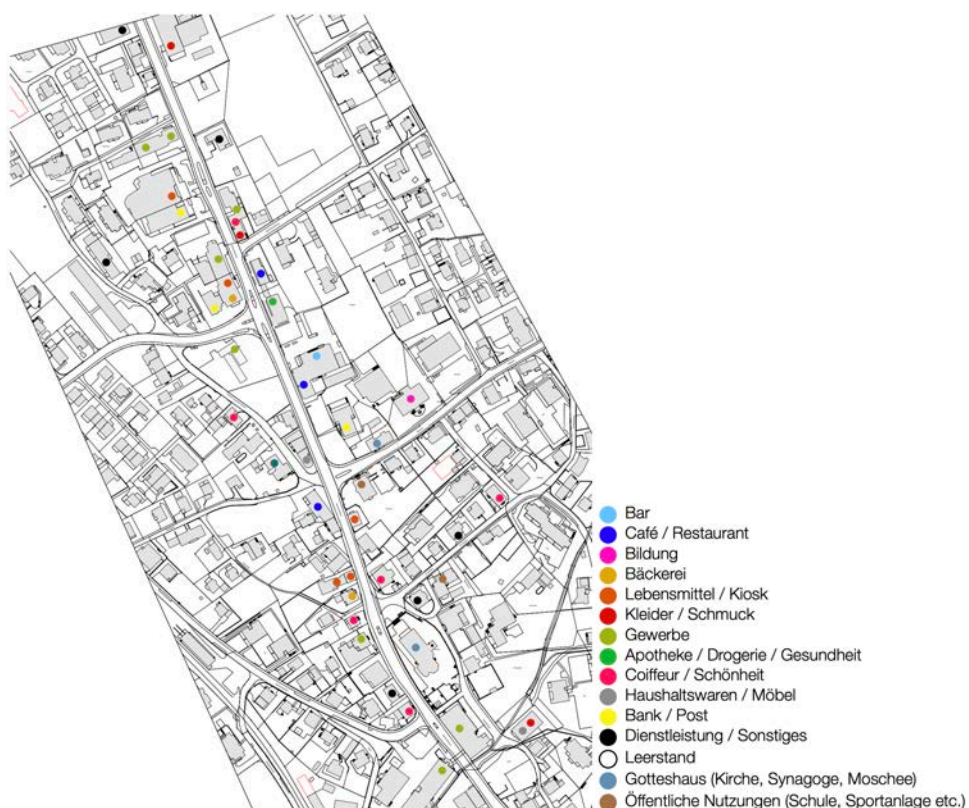 Bar
Café / Restaurant
Bildung
Bäckerei
Lebensmittel / Kiosk
Kleider / Schmuck
Gewerbe
Apotheke / Drogerie / Gesundheit
Coiffeur / Schönheit
Haushaltswaren / Möbel
Bank / Post
Dienstleistung / Sonstiges
Leerstand
Gotteshaus (Kirche, Synagoge, Moschee)
Öffentliche Nutzungen (Schule, Sportanlage etc.)